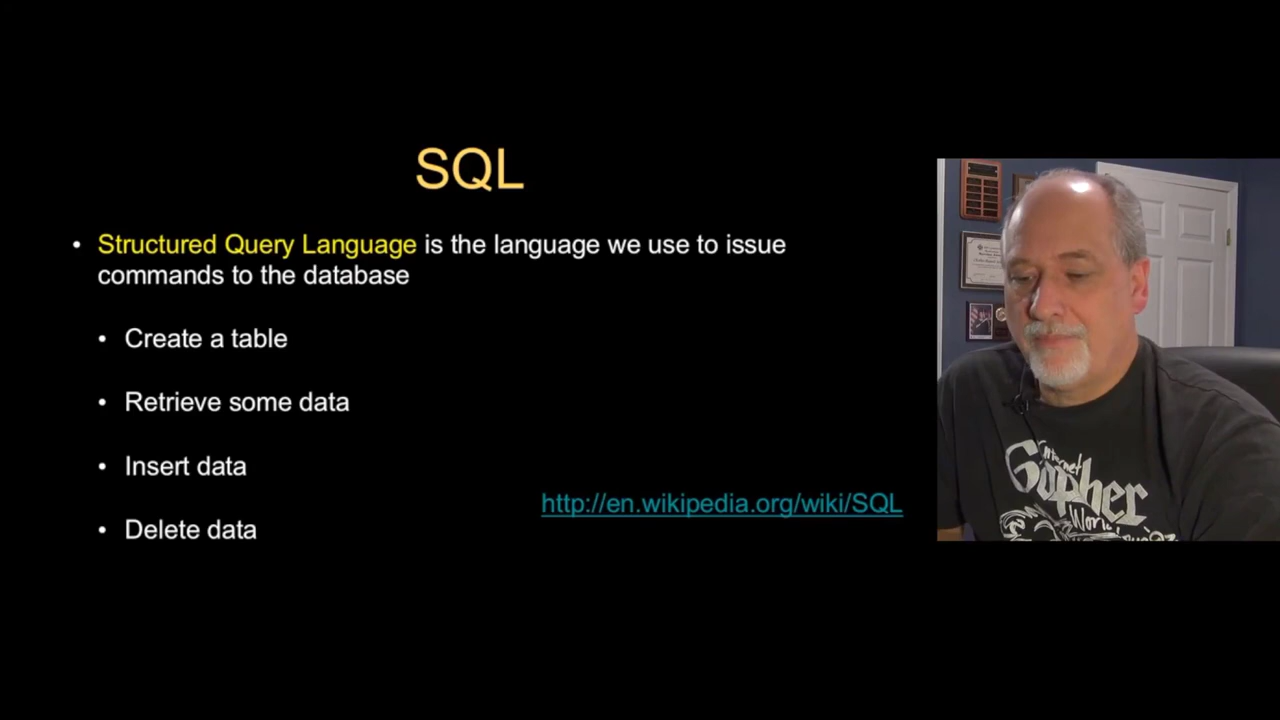 SQL
• Structured Query Language is the language we use to issue
commands to the database
• Create a table
• Retrieve some data
• Insert data
http://en.wikipedia.org/wiki/SQL
• Delete data
Internet
Gopher